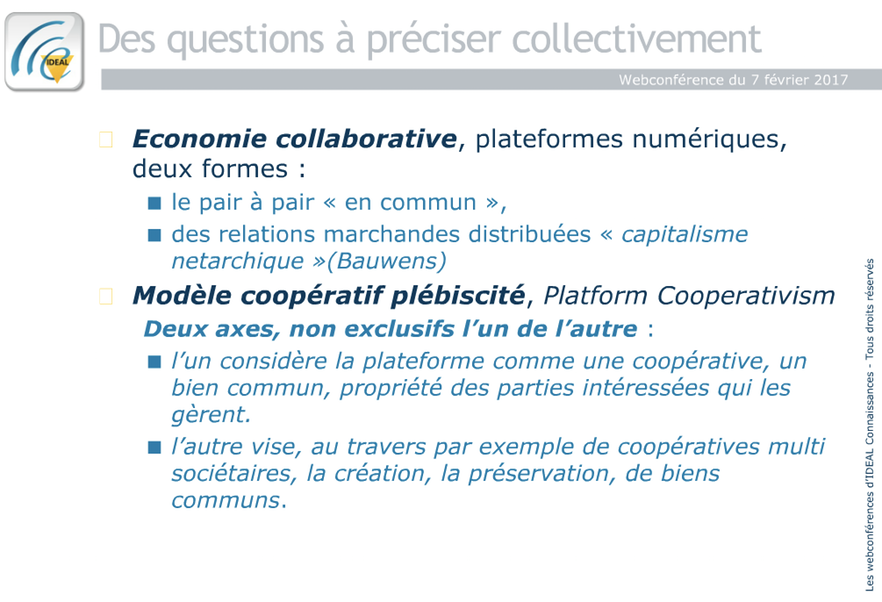 IDEAL
Des questions à préciser collectivement
Webconférence du 7 février 2017
Economie collaborative, plateformes numériques,
deux formes :
le pair à pair « en commun »,
des relations marchandes distribuées « capitalisme
netarchique »(Bauwens)
Modèle coopératif plébiscité, Platform Cooperativism
Deux axes, non exclusifs l’un de l’autre :
l’un considère la plateforme comme une coopérative, un
bien commun, propriété des parties intéressées qui les
gèrent.
l’autre vise, au travers par exemple de coopératives multi
sociétaires, la création, la préservation, de biens
communs.
Les webconférences d’IDEAL Connaissances - Tous droits réservés